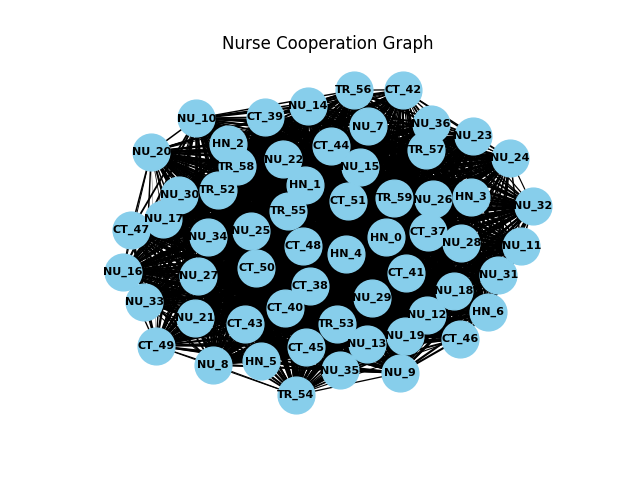 Nurse Cooperation Graph
TR_56
CT_42
NU_14
CT_39
NU_10
NU_7
NU_36
NU_23
HN_2
CT_44
TR_57
NU_20
NU_22
NU_24
TR_58
NU_15
HN_1
TR_52
NU_30
TR_59
HN_3
NU_26
CT_51
NU_32
TR_55
NU_17
CT_47
NU_25
CT_37
NU_34
HN_0
NU_28
CT_48
NU_11
HN_4
CT_50
NU_16
CT_41
NU_27
NU_31
CT_38
NU_18
NU_29
NU_33
CT_40
HN_6
NU_12
NU_21
CT_43
TR_53
NU_19
CT_46
NU_13
CT_49
CT_45
HN_5
NU_8
NU_35
NU_9
TR_54